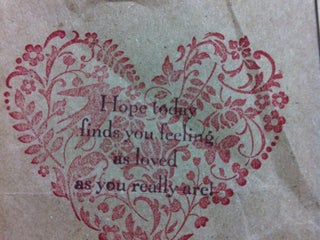 Hope today
finds you feeling
as loved
as you really are!